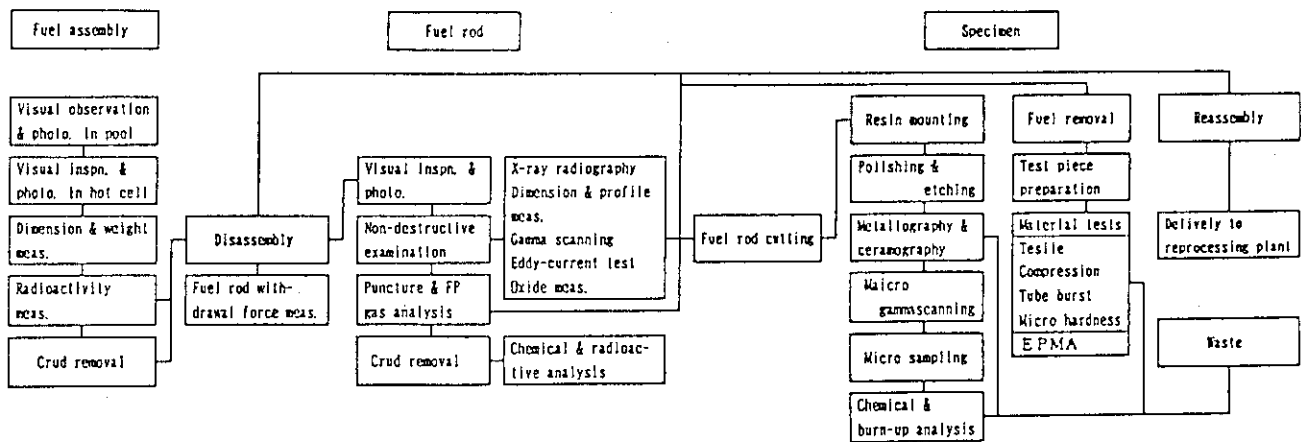 Fuel assembly
Fuel rod
Specimen
Visual observation
& photo. In pool
Visual inspn. &
photo. In hot cell
Dimension & weight
meas.
Radioactivity
meas.
Crud removal
Disassembly
Fuel rod with-
drawal force meas.
Visual Inspn. &
photo.
Non-destructive
examination
Puncture & FP
gas analysis
Crud removal
X-ray radiography
Dimension & profile
meas.
Gamma scanning
Eddy-current test
Oxide meas.
Chemical & radioac-
tive analysis
Fuel rod cutting
Resin mounting
Polishing &
etching
Metallography &
ceramography
Maicro
gammascanning
Micro sampling
Chemical &
burn-up analysis
Fuel removal
Test piece
preparation
Material tests
Tesile
Compression
Tube burst
Micro hardness
EPMA
Reassembly
Delively to
reprocessing plant
Waste